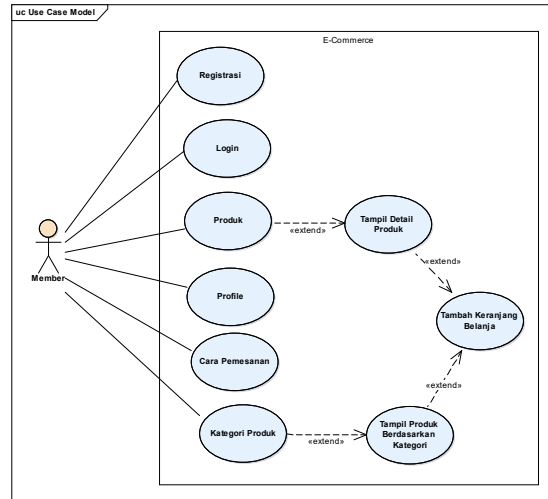 uc Use Case Model
E-Commerce
Registrasi
Login
Produk
«extend»
Tampil Detail
Produk
«extend»
Member
Profile
Tambah Keranjang
Belanja
Cara Pemesanan
«extend»
Kategori Produk
«extend»
Tampil Produk
Berdasarkan
Kategori